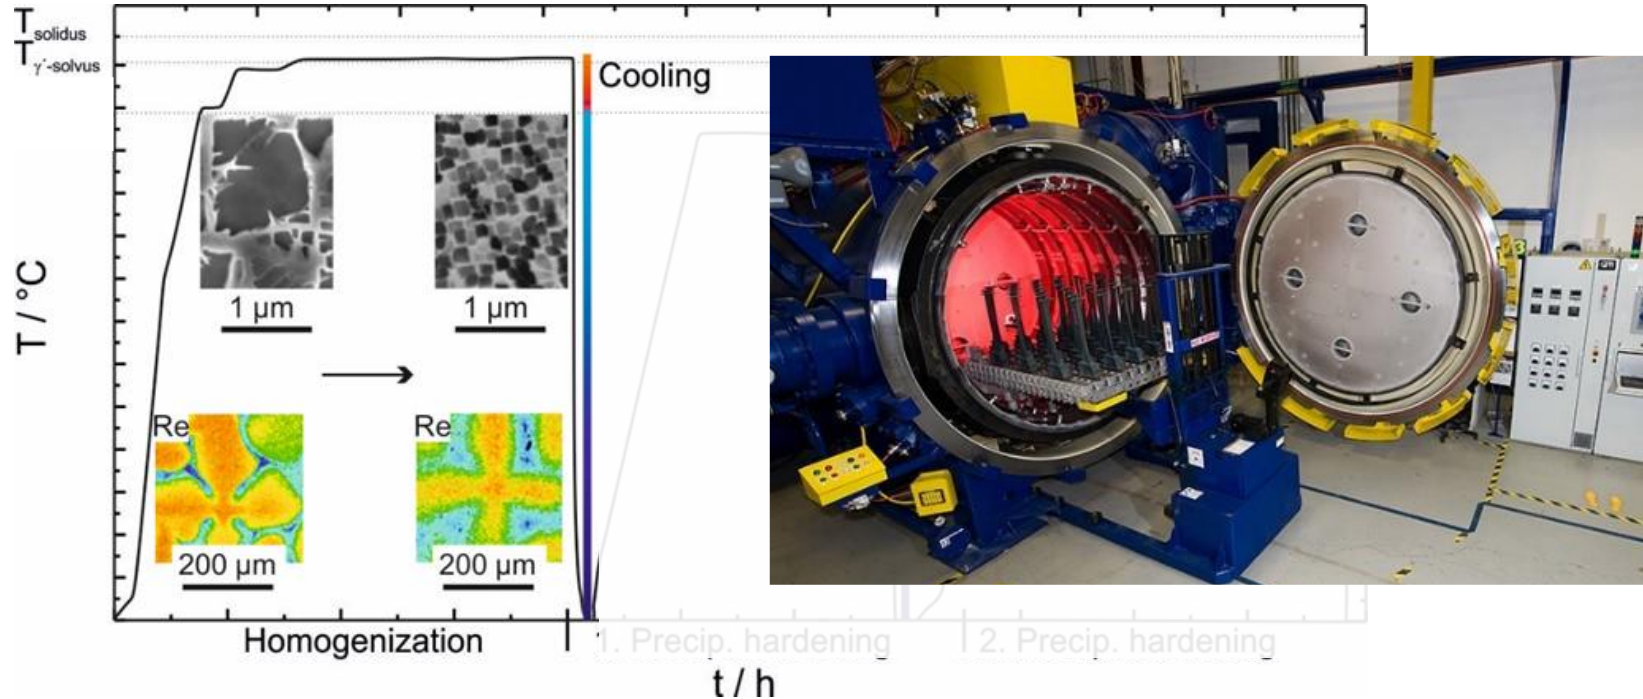 T solidus
T γ′-solvus
Cooling
T / °C
1 µm
1 µm
Re
200 µm
200 µm
Homogenization
1. Precip. hardening
2. Precip. hardening
t / h